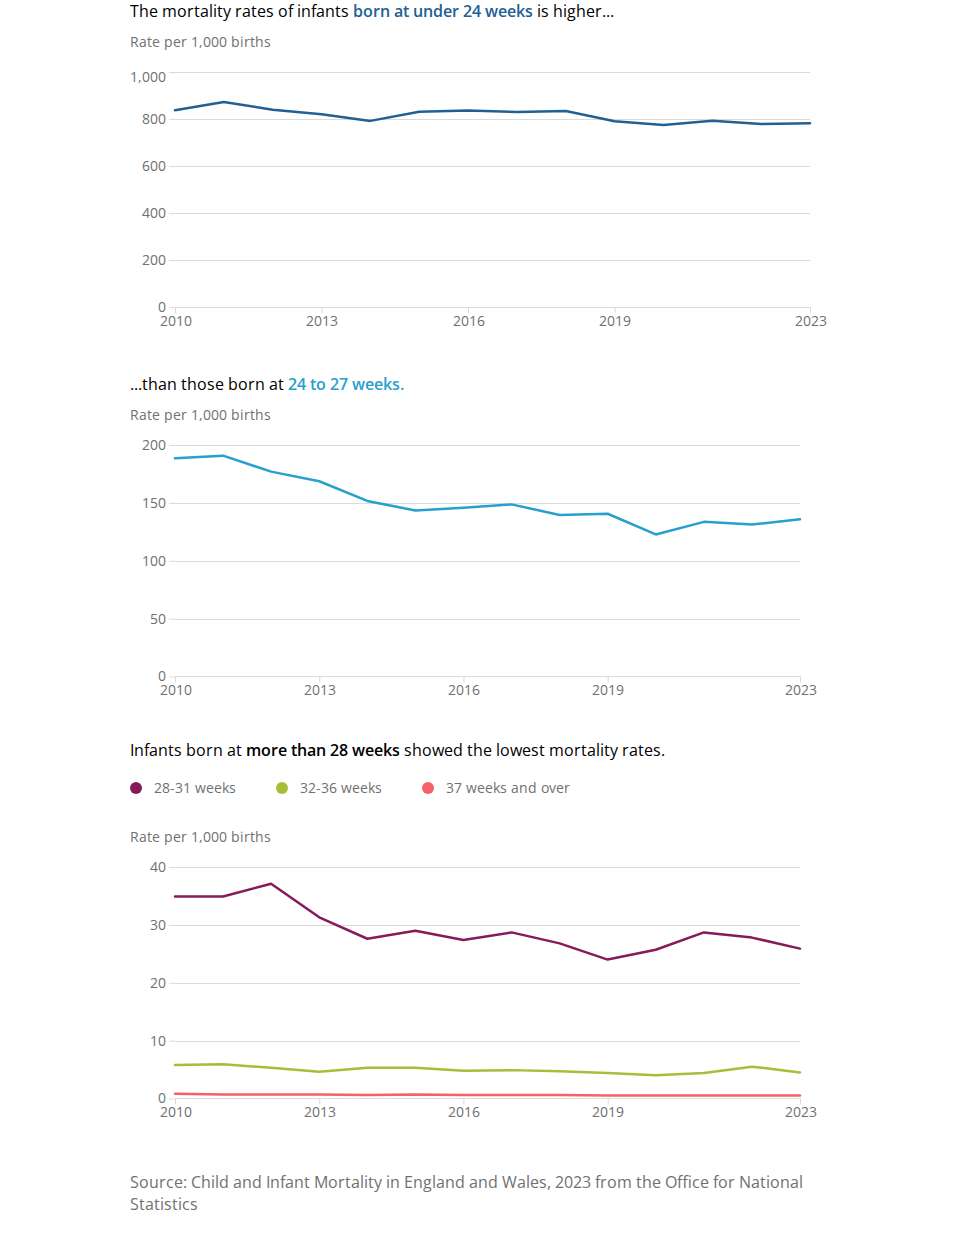 The mortality rates of infants born at under 24 weeks is higher...
Rate per 1,000 births
1,000
800
600
400
200
0
2010 2013 2016 2019 2023
...than those born at 24 to 27 weeks.
Rate per 1,000 births
200
150
100
50
0
2010 2013 2016 2019 2023
Infants born at more than 28 weeks showed the lowest mortality rates.
28-31 weeks 32-36 weeks 37 weeks and over
Rate per 1,000 births
40
30
20
10
0
2010 2013 2016 2019 2023
Source: Child and Infant Mortality in England and Wales, 2023 from the Office for National
Statistics